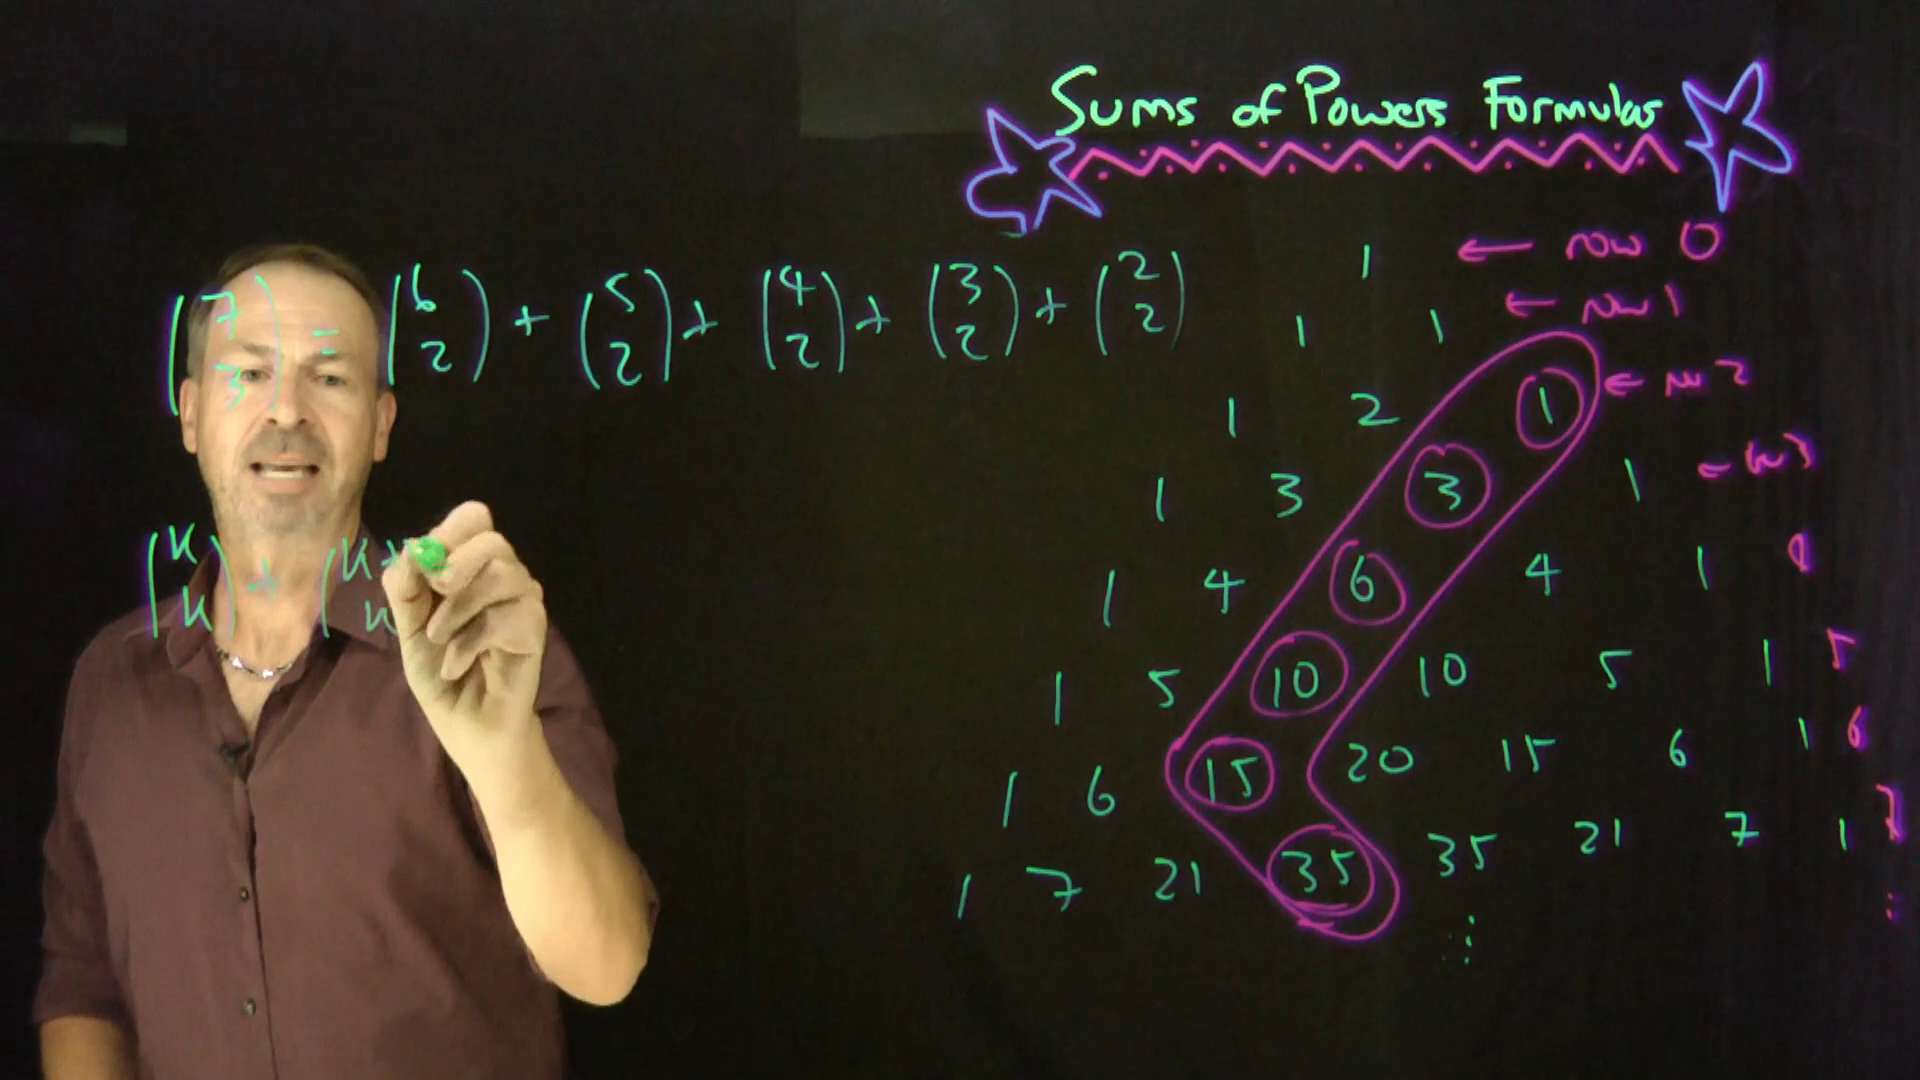 Sums of Powers Formulas
1 ← row 0
1 1 ← row 1
1 2 1 ← row 2
1 3 3 1 ← row 3
1 4 6 4 1
1 5 10 10 5 1 5
1 6 15 20 15 6 1 6
1 7 21 35 35 21 7 1 7
(7 3) = (6 2) + (5 2) + (4 2) + (3 2) + (2 2)
(k k) + (k+ k